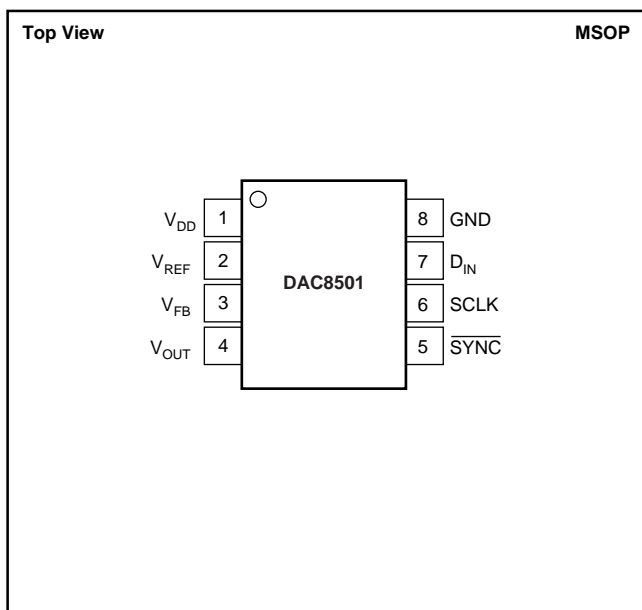 Top View MSOP
V_DD 1 8 GND
V_REF 2 7 D_IN
DAC8501
V_FB 3 6 SCLK
V_OUT 4 5 S̅Y̅N̅C̅